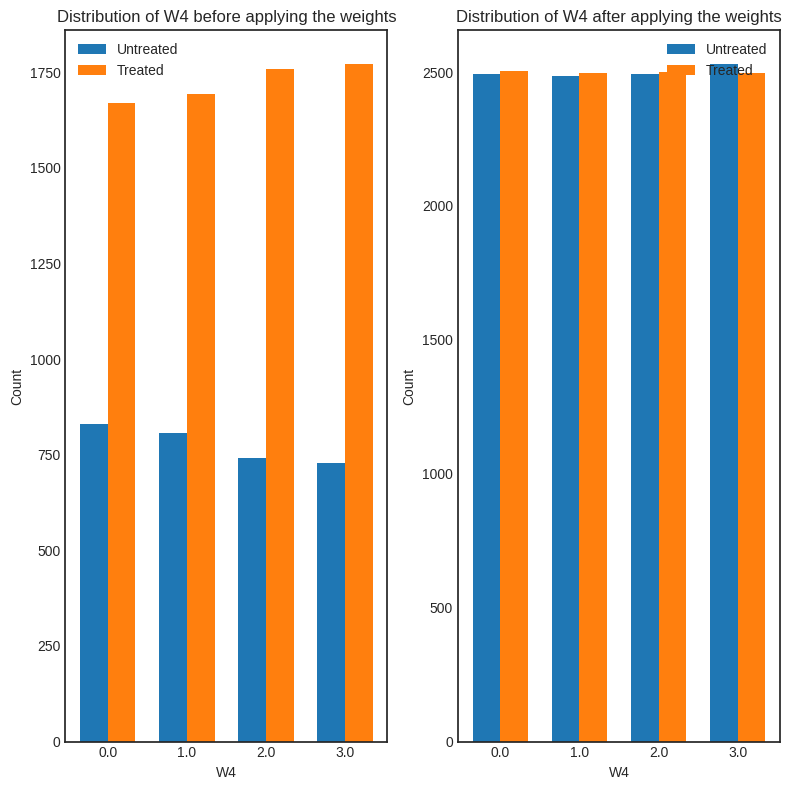 Distribution of W4 before applying the weights
Untreated
Treated
1750
1500
1250
1000
750
500
250
0
Count
0.0 1.0 2.0 3.0
W4
Distribution of W4 after applying the weights
Untreated
Treated
2500
2000
1500
1000
500
0
Count
0.0 1.0 2.0 3.0
W4